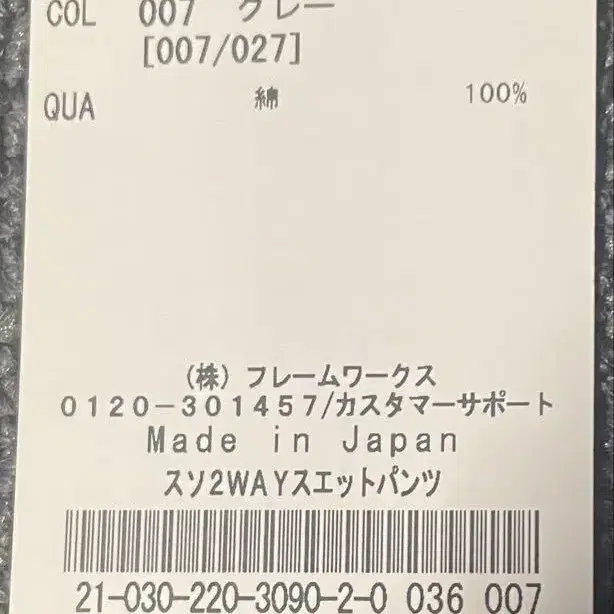 COL 007 グレー
[007/027]
QUA 綿 100%
(株) フレームワークス
0120-301457/カスタマーサポート
Made in Japan
スソ2WAYスエットパンツ
21-030-220-3090-2-0 036 007